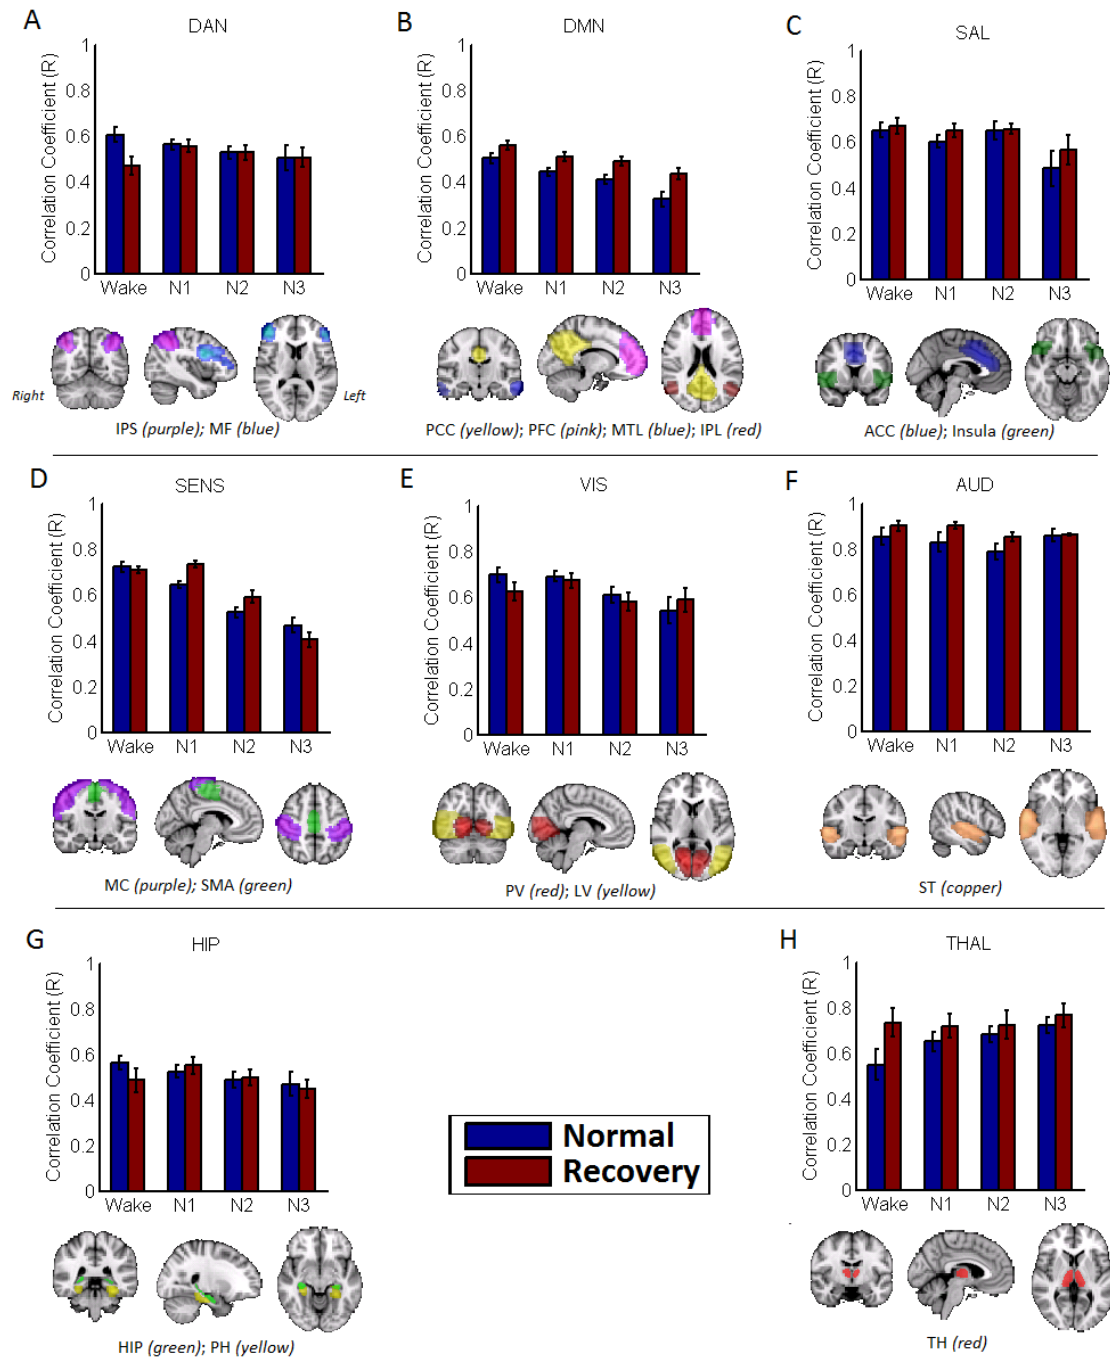 A
DAN
Correlation Coefficient (R)
1
0.8
0.6
0.4
0.2
0
Wake N1 N2 N3
Right
Left
IPS (purple); MF (blue)
B
DMN
Correlation Coefficient (R)
1
0.8
0.6
0.4
0.2
0
Wake N1 N2 N3
PCC (yellow); PFC (pink); MTL (blue); IPL (red)
C
SAL
Correlation Coefficient (R)
1
0.8
0.6
0.4
0.2
0
Wake N1 N2 N3
ACC (blue); Insula (green)
D
SENS
Correlation Coefficient (R)
1
0.8
0.6
0.4
0.2
0
Wake N1 N2 N3
MC (purple); SMA (green)
E
VIS
Correlation Coefficient (R)
1
0.8
0.6
0.4
0.2
0
Wake N1 N2 N3
PV (red); LV (yellow)
F
AUD
Correlation Coefficient (R)
1
0.8
0.6
0.4
0.2
0
Wake N1 N2 N3
ST (copper)
G
HIP
Correlation Coefficient (R)
1
0.8
0.6
0.4
0.2
0
Wake N1 N2 N3
HIP (green); PH (yellow)
Normal
Recovery
H
THAL
Correlation Coefficient (R)
1
0.8
0.6
0.4
0.2
0
Wake N1 N2 N3
TH (red)